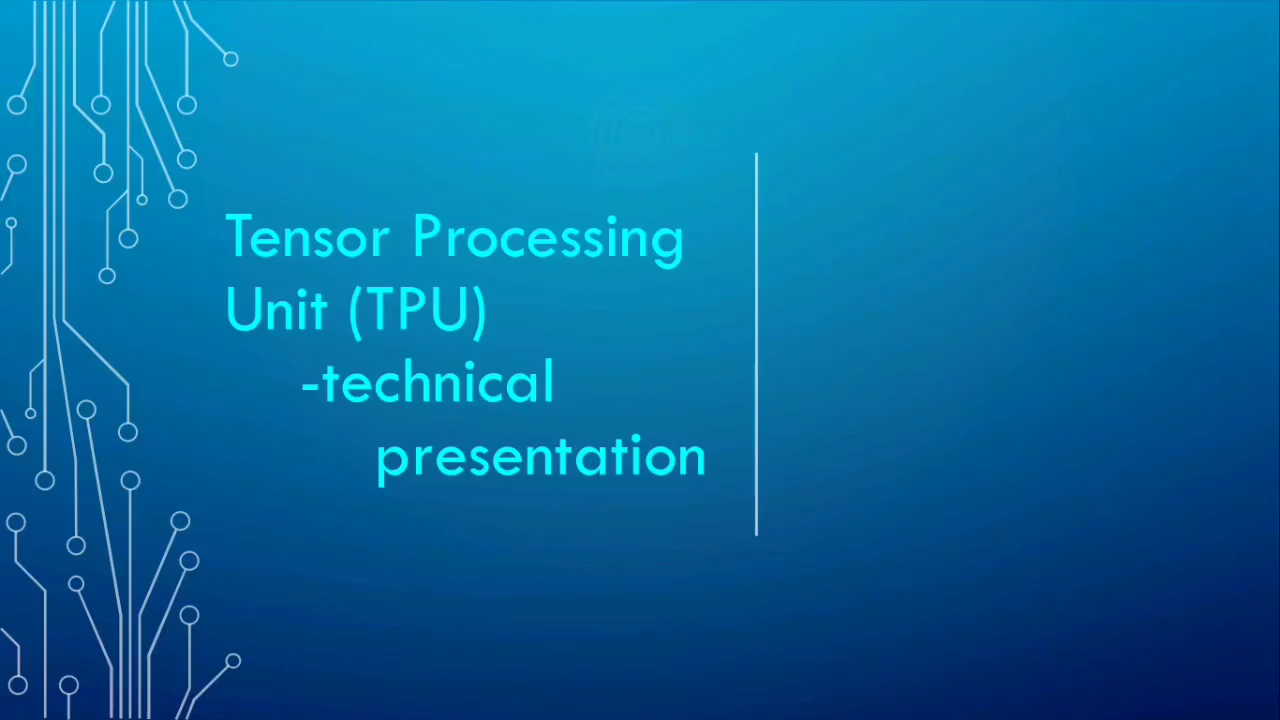 Tensor Processing
Unit (TPU)
-technical
presentation